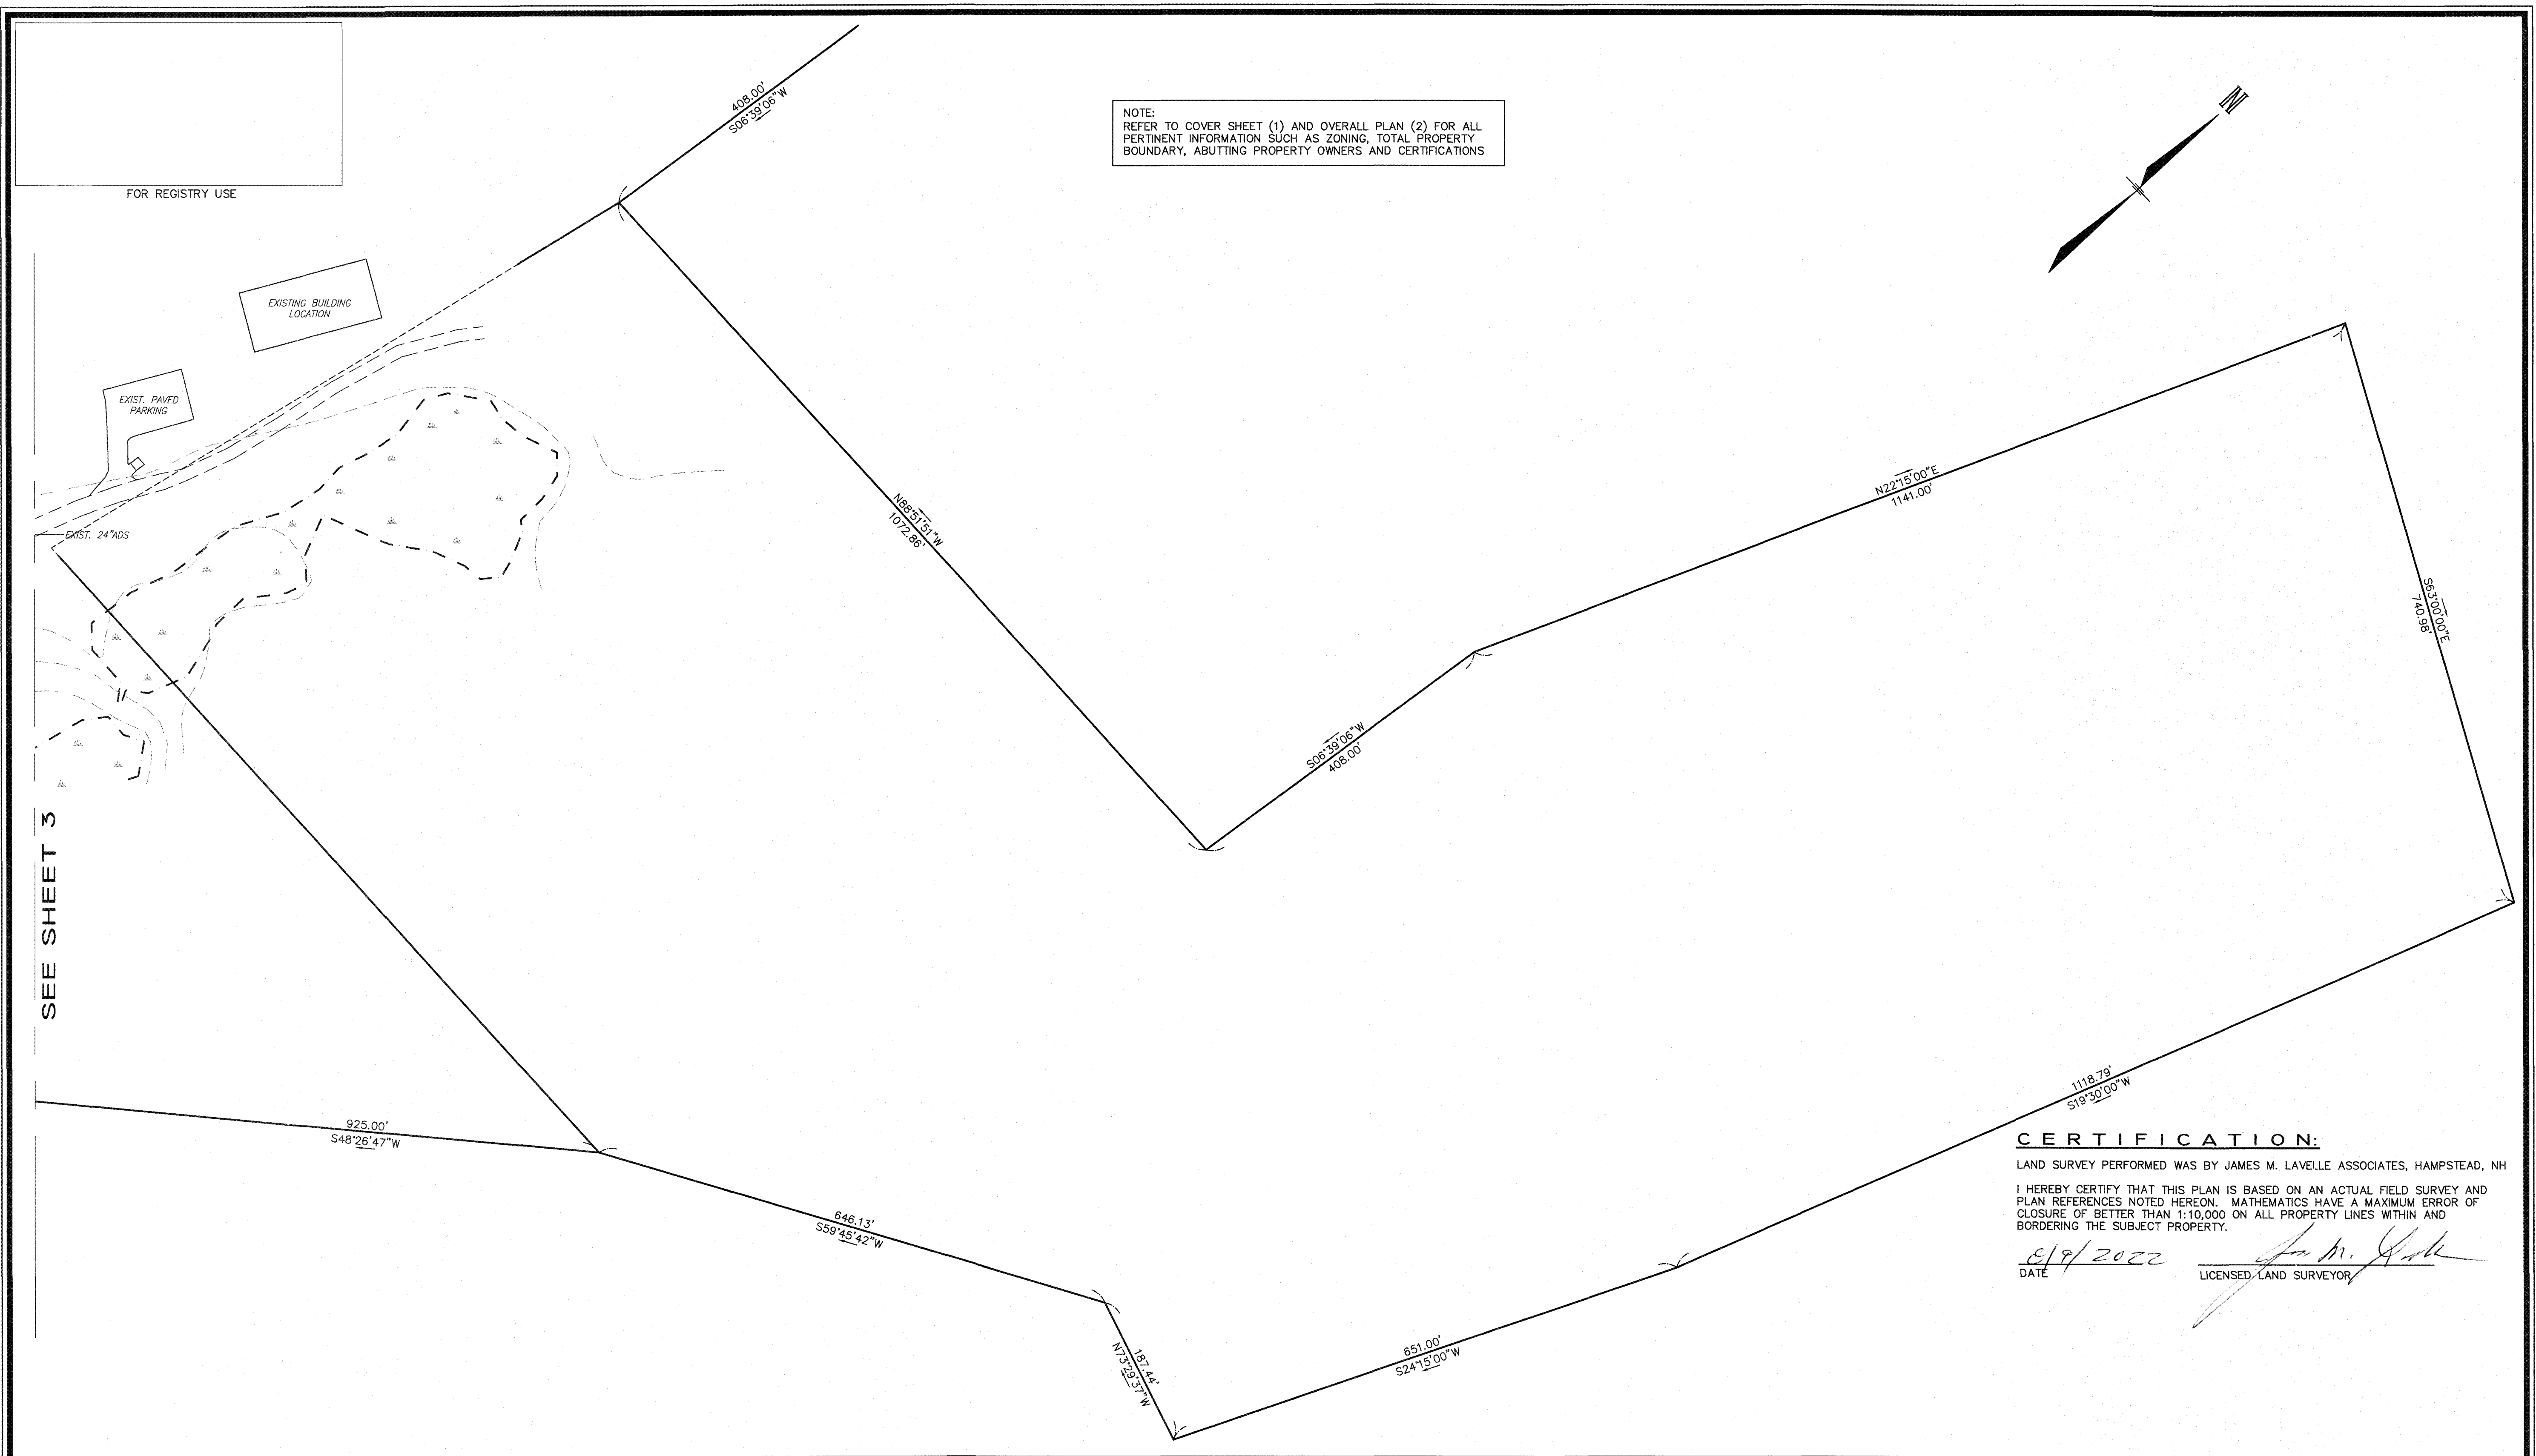 FOR REGISTRY USE
408.00'
S06°39'06"W
NOTE:
REFER TO COVER SHEET (1) AND OVERALL PLAN (2) FOR ALL
PERTINENT INFORMATION SUCH AS ZONING, TOTAL PROPERTY
BOUNDARY, ABUTTING PROPERTY OWNERS AND CERTIFICATIONS
N
EXISTING BUILDING
LOCATION
EXIST. PAVED
PARKING
EXIST. 24"ADS
N88°51'51"W
1072.86'
N22°15'00"E
1141.00'
S63°00'00"E
740.98'
S06°39'06"W
408.00'
SEE SHEET 3
925.00'
S48°26'47"W
646.13'
S59°45'42"W
187.44'
N73°29'37"W
651.00'
S24°15'00"W
1118.79'
S19°30'00"W
CERTIFICATION:
LAND SURVEY PERFORMED WAS BY JAMES M. LAVELLE ASSOCIATES, HAMPSTEAD, NH
I HEREBY CERTIFY THAT THIS PLAN IS BASED ON AN ACTUAL FIELD SURVEY AND
PLAN REFERENCES NOTED HEREON. MATHEMATICS HAVE A MAXIMUM ERROR OF
CLOSURE OF BETTER THAN 1:10,000 ON ALL PROPERTY LINES WITHIN AND
BORDERING THE SUBJECT PROPERTY.
2022
DATE
LICENSED LAND SURVEYOR